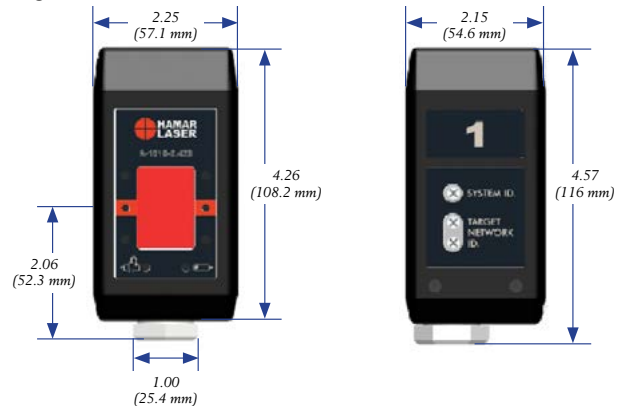 2.25
(57.1 mm)
2.15
(54.6 mm)
HAMAR
LASER
1
4.26
(108.2 mm)
4.57
(116 mm)
SYSTEM ID.
TARGET
NETWORK
ID.
2.06
(52.3 mm)
1.00
(25.4 mm)